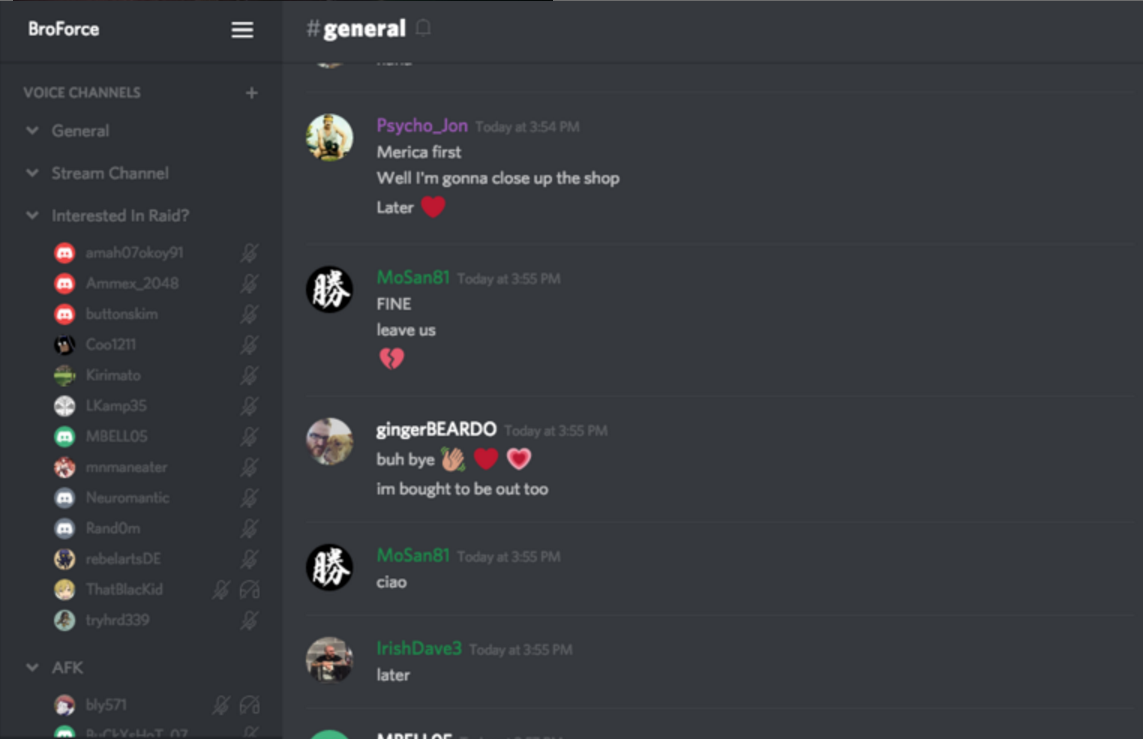 BroForce
VOICE CHANNELS
General
Stream Channel
Interested In Raid?
amah07okoy91
Ammex_2048
buttonskim
Coo1211
Kirimato
LKamp35
MBELL05
mnmaneater
Neuromantic
Rand0m
rebelartsDE
ThatBlacKid
tryhrd339
AFK
bly571
#general
Psycho_Jon Today at 3:54 PM
Merica first
Well I'm gonna close up the shop
Later
勝
MoSan81 Today at 3:55 PM
FINE
leave us
gingerBEARDO Today at 3:55 PM
buh bye
im bought to be out too
勝
MoSan81 Today at 3:55 PM
ciao
IrishDave3 Today at 3:55 PM
later
MBELL05